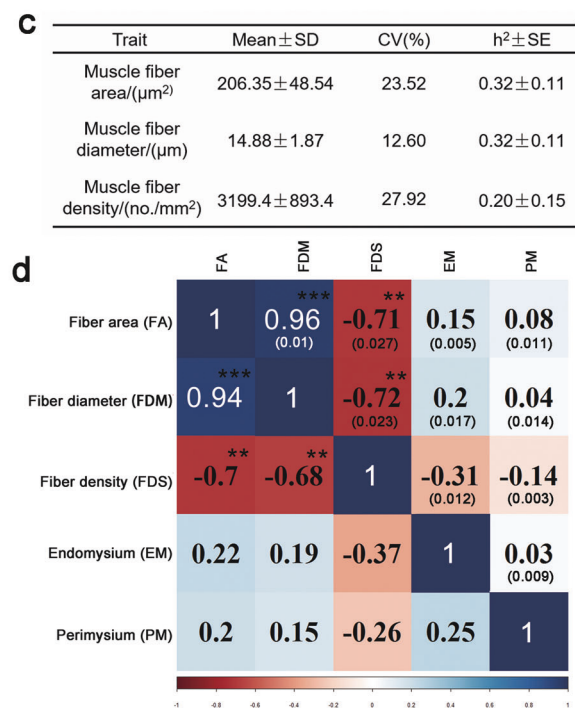 c
Trait Mean±SD CV(%) h²±SE
Muscle fiber
area/(μm²) 206.35±48.54 23.52 0.32±0.11
Muscle fiber
diameter/(μm) 14.88±1.87 12.60 0.32±0.11
Muscle fiber
density/(no./mm²) 3199.4±893.4 27.92 0.20±0.15
d
FA FDM FDS EM PM
Fiber area (FA) 1 0.96 *** -0.71 ** 0.15 0.08
(0.01) (0.027) (0.005) (0.011)
Fiber diameter (FDM) 0.94 *** 1 -0.72 ** 0.2 0.04
(0.023) (0.017) (0.014)
Fiber density (FDS) -0.7 ** -0.68 ** 1 -0.31 -0.14
(0.012) (0.003)
Endomysium (EM) 0.22 0.19 -0.37 1 0.03
(0.009)
Perimysium (PM) 0.2 0.15 -0.26 0.25 1
-1 -0.8 -0.6 -0.4 -0.2 0 0.2 0.4 0.6 0.8 1